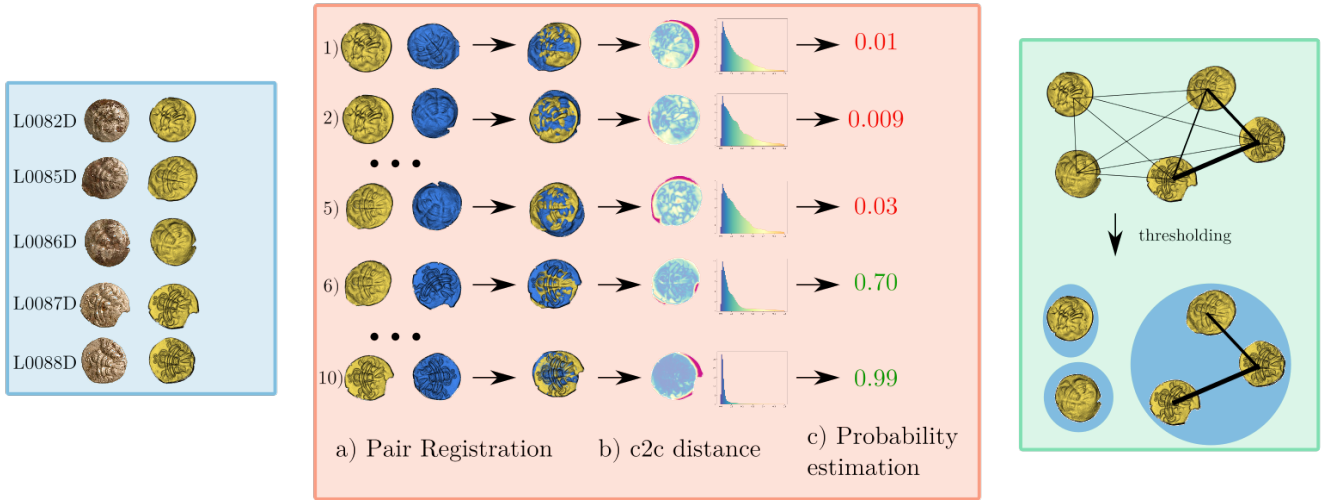 L0082D
L0085D
L0086D
L0087D
L0088D
1)
0.01
2)
0.009
5)
0.03
6)
0.70
10)
0.99
a) Pair Registration
b) c2c distance
c) Probability
estimation
thresholding